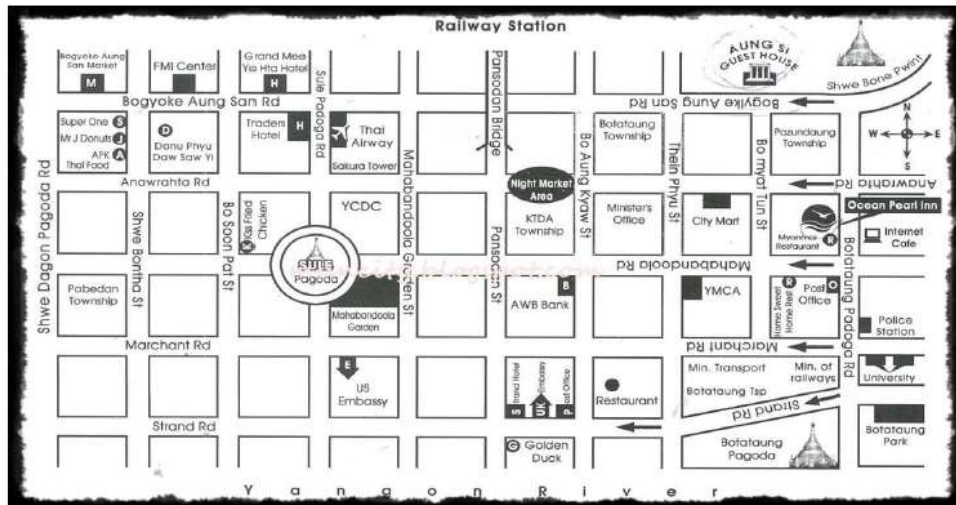 Railway Station
Bogyoke Aung
San Market
M
FMI Center
Grand Mee
Ya Hta Hotel
H
Sule Padoga Rd
Pansodan Bridge
AUNG SI
GUEST HOUSE
Shwe Bone Pwint
Bogyoke Aung San Rd
Bogyike Aung San Rd
N
W
E
S
Super One S
Mr J Donuts J
APK A
Thai Food
D
Danu Phyu
Daw Saw Yi
Traders
Hotel
H
Thai
Airway
Sakura Tower
Botataung
Township
Pazundaung
Township
Anawrahta Rd
Anowrahta Rd
Shwe Dagon Pagoda Rd
Shwe Bontha St
Bo Soon Pat St
Kss Fried
Chicken
YCDC
Mahabandoola Garden St
Night Market
Area
KTDA
Township
Bo Aung Kyaw St
Minister's
Office
Thein Phyu St
City Mart
Bo myat Tun St
Myanmar
Restaurant
R
Ocean Pearl Inn
Internet
Cafe
SULE
Pagoda
Mahabandoola Rd
Pabedan
Township
Mahabandoola
Garden
Pansodan St
B
AWB Bank
YMCA
Home Sweet
Home Rest
R
Post
Office
O
Botataung Padoga Rd
Police
Station
Marchant Rd
Marchant Rd
E
US
Embassy
Strand Hotel
Embassy
S
UK
P
Restaurant
Min. Transport
Min. of
railways
Botataung Tsp
University
Strand Rd
Strand Rd
G Golden
Duck
Botataung
Pagoda
Botataung
Park
Yangon River